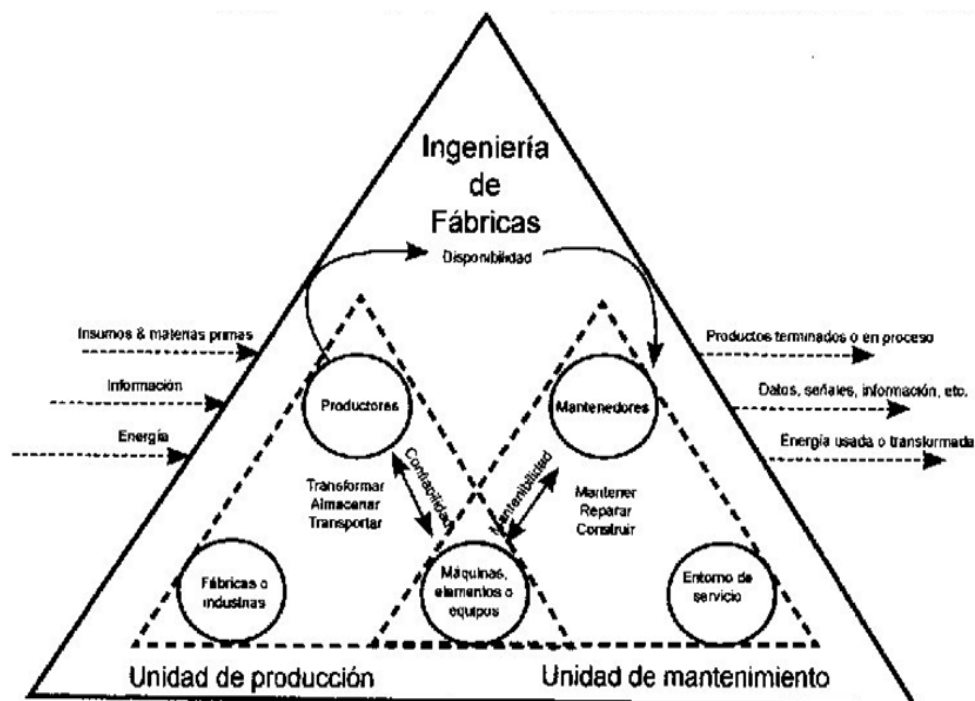 Ingeniería
de
Fábricas
Disponibilidad
Insumos & materias primas
Información
Energía
Productos terminados o en proceso
Datos, señales, información, etc.
Energía usada o transformada
Productores
Mantenedores
Confiabilidad
Mantenibilidad
Transformar
Almacenar
Transportar
Mantener
Reparar
Construir
Fábricas o
industrias
Máquinas,
elementos o
equipos
Entorno de
servicio
Unidad de producción
Unidad de mantenimiento